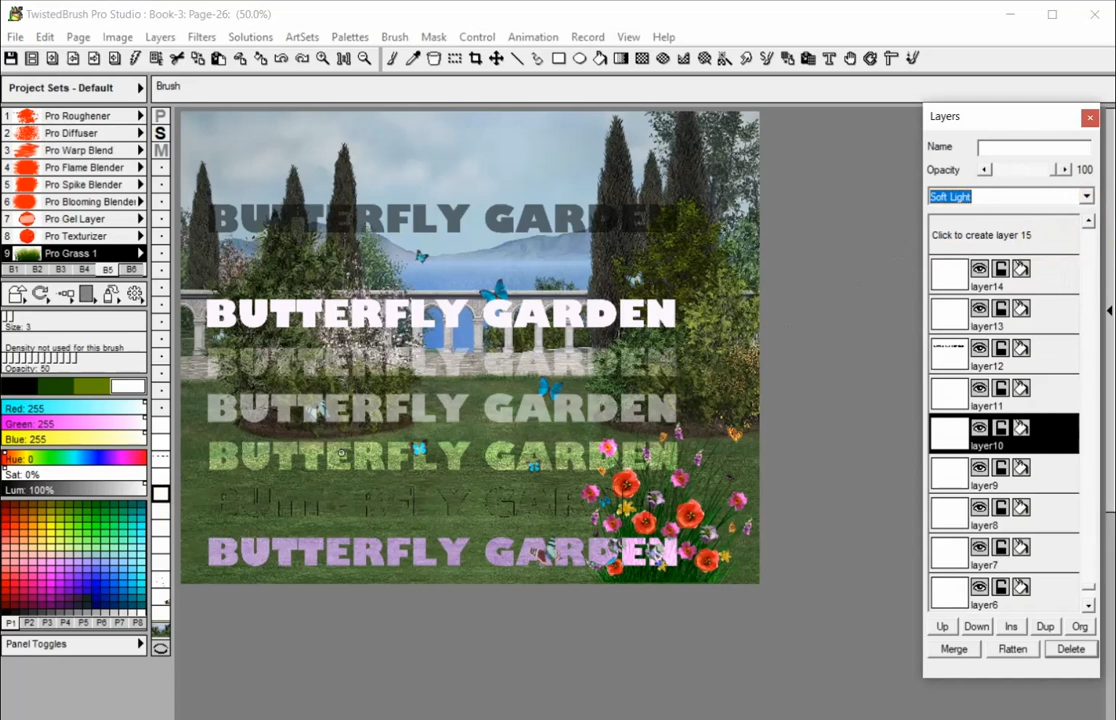 TwistedBrush Pro Studio : Book-3: Page-26: (50.0%)
File Edit Page Image Layers Filters Solutions ArtSets Palettes Brush Mask Control Animation Record View Help
Project Sets - Default
Brush
1 Pro Roughener
2 Pro Diffuser
3 Pro Warp Blend
4 Pro Flame Blender
5 Pro Spike Blender
6 Pro Blooming Blender
7 Pro Gel Layer
8 Pro Texturizer
9 Pro Grass 1
B1 B2 B3 B4 B5 B6
P
S
M
Size: 3
Density not used for this brush
Opacity: 50
Red: 255
Green: 255
Blue: 255
Hue: 0
Sat: 0%
Lum: 100%
P1 P2 P3 P4 P5 P6 P7 P8
Panel Toggles
BUTTERFLY GARDEN
BUTTERFLY GARDEN
BUTTERFLY GARDEN
BUTTERFLY GARDEN
BUTTERFLY GARDEN
BUTTERFLY GARDEN
BUTTERFLY GARDEN
Layers
Name
Opacity 100
Soft Light
Click to create layer 15
layer14
layer13
layer12
layer11
layer10
layer9
layer8
layer7
layer6
Up Down Ins Dup Org
Merge Flatten Delete